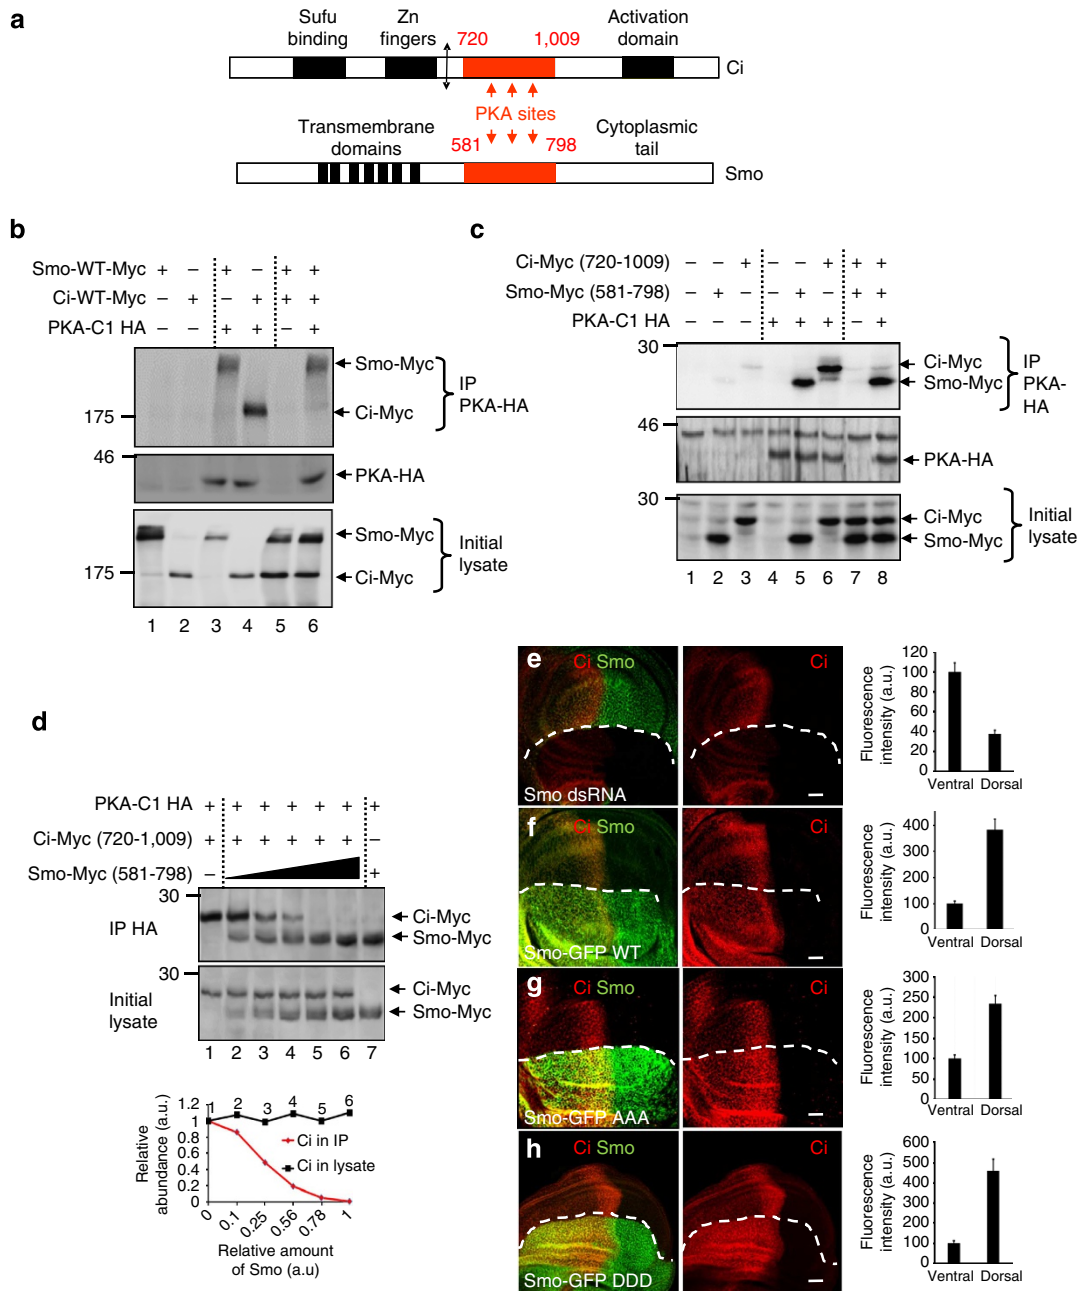 a
Sufu binding
Zn fingers
720
1,009
Activation domain
Ci
PKA sites
Transmembrane domains
581
798
Cytoplasmic tail
Smo
b
Smo-WT-Myc + – + – + +
Ci-WT-Myc – + – + + +
PKA-C1 HA – – + + – +
Smo-Myc
Ci-Myc
IP PKA-HA
175
46
PKA-HA
Smo-Myc
Ci-Myc
Initial lysate
175
1 2 3 4 5 6
c
Ci-Myc (720-1009) – – + – – + + +
Smo-Myc (581-798) – + – – + – + +
PKA-C1 HA – – – + + + – +
30
Ci-Myc
Smo-Myc
IP PKA-HA
46
PKA-HA
30
Ci-Myc
Smo-Myc
Initial lysate
1 2 3 4 5 6 7 8
d
PKA-C1 HA + + + + + + +
Ci-Myc (720-1,009) + + + + + + –
Smo-Myc (581-798) – +
30
IP HA
Ci-Myc
Smo-Myc
30
Initial lysate
Ci-Myc
Smo-Myc
1 2 3 4 5 6 7
Relative abundance (a.u.)
1.2
1
0.8
0.6
0.4
0.2
0
1 2 3 4 5 6
Ci in IP
Ci in lysate
0 0.1 0.25 0.56 0.78 1
Relative amount of Smo (a.u)
e
Ci Smo
Smo dsRNA
Ci
Fluorescence intensity (a.u.)
120
100
80
60
40
20
0
Ventral Dorsal
f
Ci Smo
Smo-GFP WT
Ci
Fluorescence intensity (a.u.)
400
300
200
100
0
Ventral Dorsal
g
Ci Smo
Smo-GFP AAA
Ci
Fluorescence intensity (a.u.)
300
250
200
150
100
50
0
Ventral Dorsal
h
Ci Smo
Smo-GFP DDD
Ci
Fluorescence intensity (a.u.)
600
500
400
300
200
100
0
Ventral Dorsal